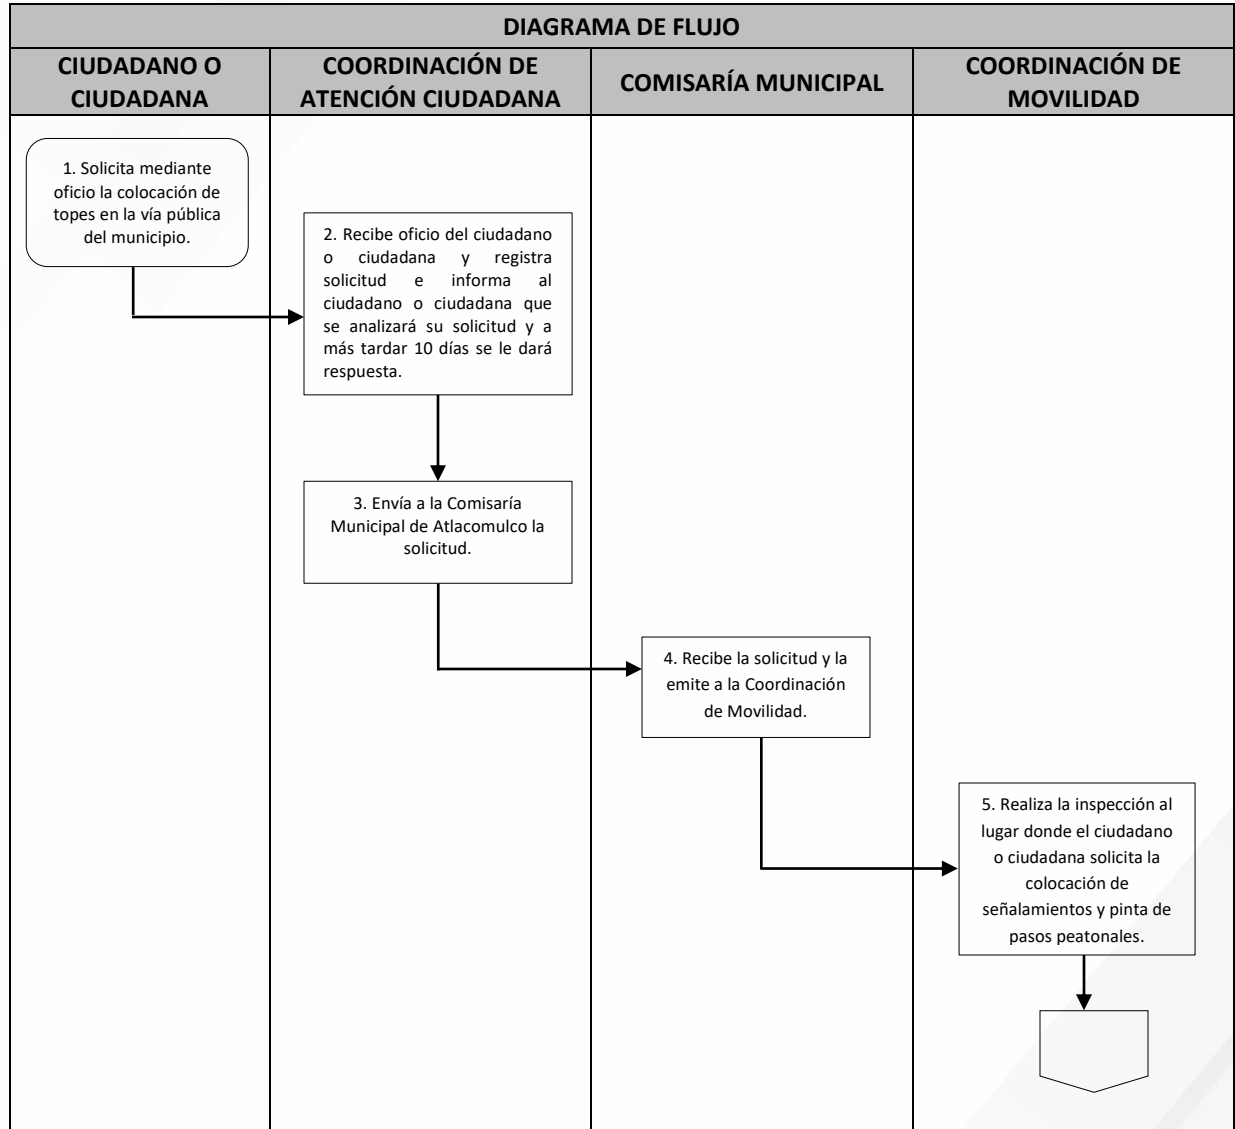 DIAGRAMA DE FLUJO
CIUDADANO O
CIUDADANA
COORDINACIÓN DE
ATENCIÓN CIUDADANA
COMISARÍA MUNICIPAL
COORDINACIÓN DE
MOVILIDAD
1. Solicita mediante
oficio la colocación de
topes en la vía pública
del municipio.
2. Recibe oficio del ciudadano
o ciudadana y registra
solicitud e informa al
ciudadano o ciudadana que
se analizará su solicitud y a
más tardar 10 días se le dará
respuesta.
3. Envía a la Comisaría
Municipal de Atlacomulco la
solicitud.
4. Recibe la solicitud y la
emite a la Coordinación
de Movilidad.
5. Realiza la inspección al
lugar donde el ciudadano
o ciudadana solicita la
colocación de
señalamientos y pinta de
pasos peatonales.